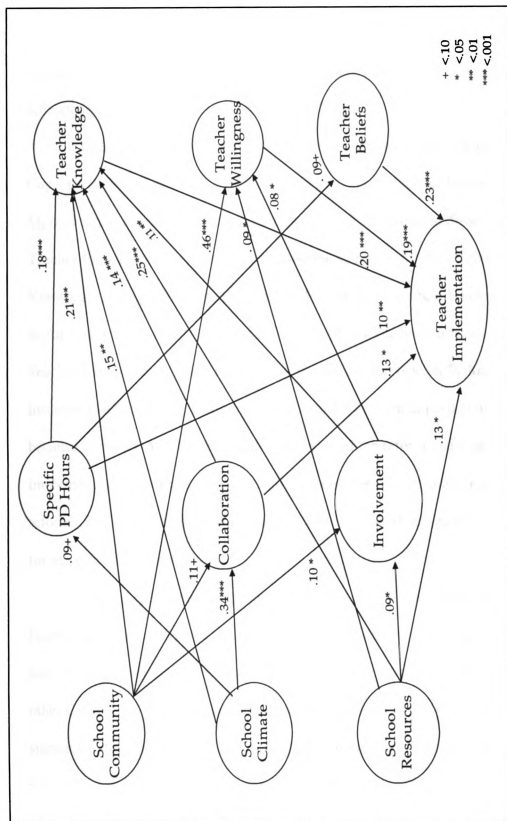 School
Community
School
Climate
School
Resources
Specific
PD Hours
Collaboration
Involvement
Teacher
Knowledge
Teacher
Willingness
Teacher
Beliefs
Teacher
Implementation
.09+
.11+
.34***
.10 *
.09*
.18***
.21***
.15 **
.14 ***
.25***
.11 **
.46***
.09 *
.08 *
.09+
.20 ***
.19***
.23***
.10 **
.13 *
.13 *
+ <.10
* <.05
** <.01
*** <.001